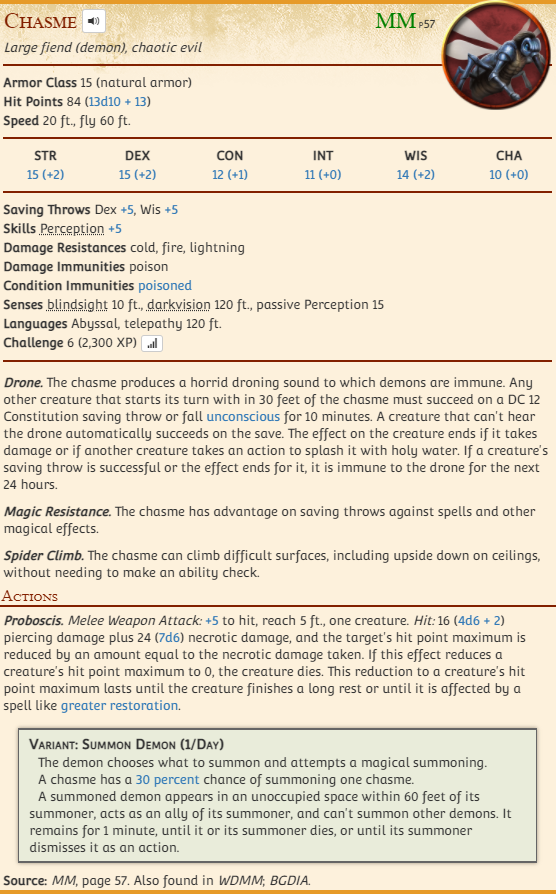 Chasme MM p57
Large fiend (demon), chaotic evil
Armor Class 15 (natural armor)
Hit Points 84 (13d10 + 13)
Speed 20 ft., fly 60 ft.
STR DEX CON INT WIS CHA
15 (+2) 15 (+2) 12 (+1) 11 (+0) 14 (+2) 10 (+0)
Saving Throws Dex +5, Wis +5
Skills Perception +5
Damage Resistances cold, fire, lightning
Damage Immunities poison
Condition Immunities poisoned
Senses blindsight 10 ft., darkvision 120 ft., passive Perception 15
Languages Abyssal, telepathy 120 ft.
Challenge 6 (2,300 XP)
Drone. The chasme produces a horrid droning sound to which demons are immune. Any
other creature that starts its turn with in 30 feet of the chasme must succeed on a DC 12
Constitution saving throw or fall unconscious for 10 minutes. A creature that can't hear
the drone automatically succeeds on the save. The effect on the creature ends if it takes
damage or if another creature takes an action to splash it with holy water. If a creature's
saving throw is successful or the effect ends for it, it is immune to the drone for the next
24 hours.
Magic Resistance. The chasme has advantage on saving throws against spells and other
magical effects.
Spider Climb. The chasme can climb difficult surfaces, including upside down on ceilings,
without needing to make an ability check.
Actions
Proboscis. Melee Weapon Attack: +5 to hit, reach 5 ft., one creature. Hit: 16 (4d6 + 2)
piercing damage plus 24 (7d6) necrotic damage, and the target's hit point maximum is
reduced by an amount equal to the necrotic damage taken. If this effect reduces a
creature's hit point maximum to 0, the creature dies. This reduction to a creature's hit
point maximum lasts until the creature finishes a long rest or until it is affected by a
spell like greater restoration.
Variant: Summon Demon (1/Day)
The demon chooses what to summon and attempts a magical summoning.
A chasme has a 30 percent chance of summoning one chasme.
A summoned demon appears in an unoccupied space within 60 feet of its
summoner, acts as an ally of its summoner, and can't summon other demons. It
remains for 1 minute, until it or its summoner dies, or until its summoner
dismisses it as an action.
Source: MM, page 57. Also found in WDMM; BGDIA.